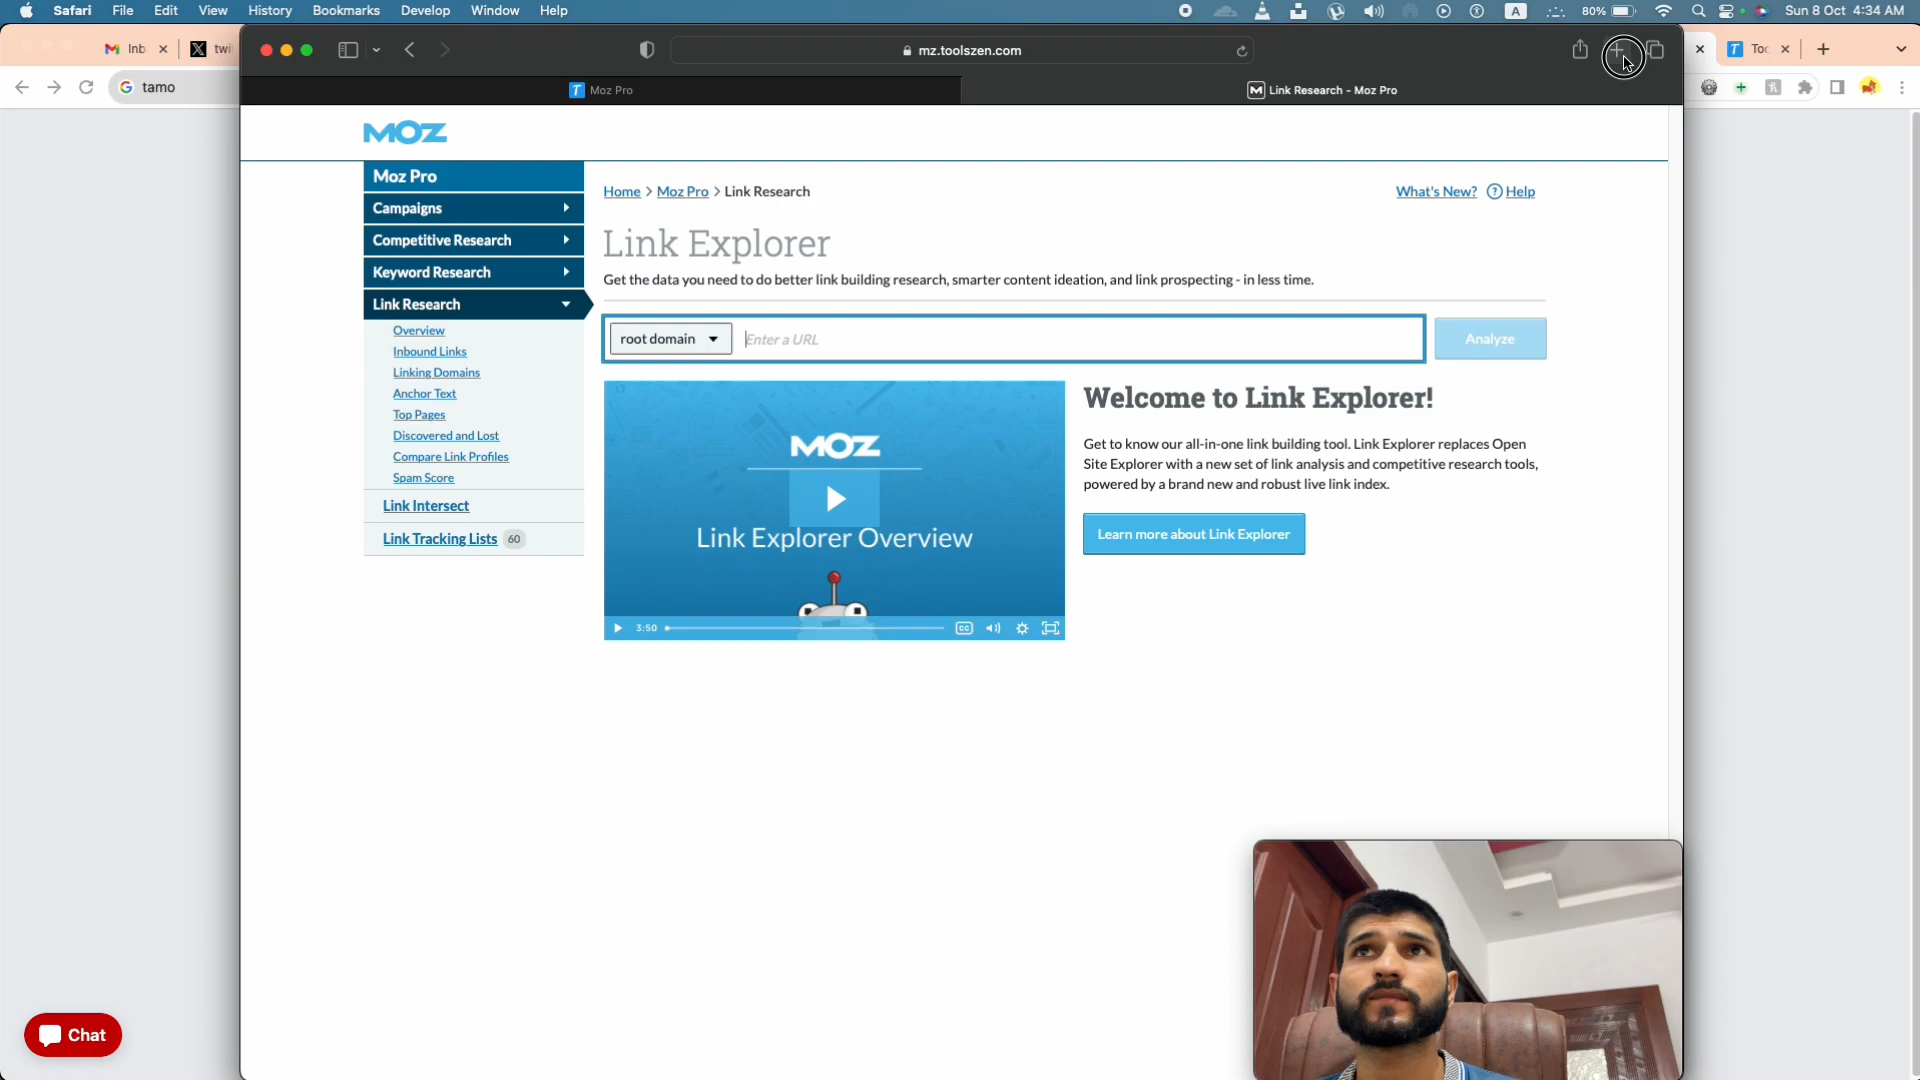 Safari File Edit View History Bookmarks Develop Window Help
A 80% Sun 8 Oct 4:34 AM
Inb
twi
mz.toolszen.com
Toc
tamo
Moz Pro
Link Research - Moz Pro
MOZ
Moz Pro
Campaigns
Competitive Research
Keyword Research
Link Research
Overview
Inbound Links
Linking Domains
Anchor Text
Top Pages
Discovered and Lost
Compare Link Profiles
Spam Score
Link Intersect
Link Tracking Lists 60
Home > Moz Pro > Link Research
What's New? Help
Link Explorer
Get the data you need to do better link building research, smarter content ideation, and link prospecting - in less time.
root domain Enter a URL Analyze
MOZ
Link Explorer Overview
3:50
CC
Welcome to Link Explorer!
Get to know our all-in-one link building tool. Link Explorer replaces Open
Site Explorer with a new set of link analysis and competitive research tools,
powered by a brand new and robust live link index.
Learn more about Link Explorer
Chat